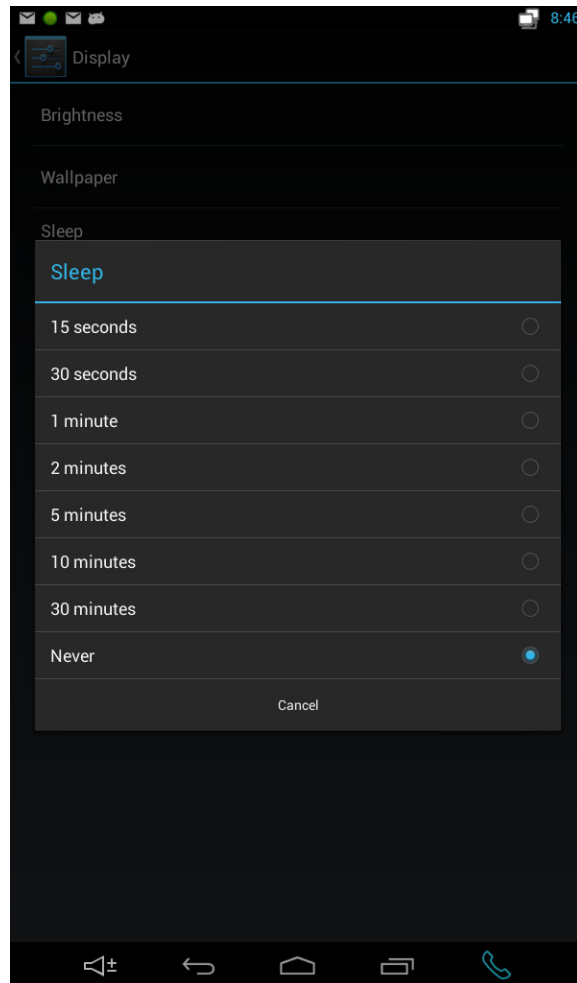 8:46
Display
Brightness
Wallpaper
Sleep
Sleep
15 seconds
30 seconds
1 minute
2 minutes
5 minutes
10 minutes
30 minutes
Never
Cancel